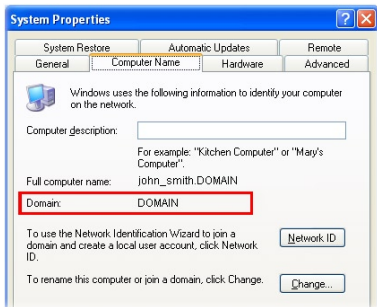 System Properties
System Restore Automatic Updates Remote
General Computer Name Hardware Advanced
Windows uses the following information to identify your computer
on the network.
Computer description:
For example: "Kitchen Computer" or "Mary's
Computer".
Full computer name: john_smith.DOMAIN
Domain: DOMAIN
To use the Network Identification Wizard to join a
domain and create a local user account, click Network
ID.
Network ID
To rename this computer or join a domain, click Change.
Change...